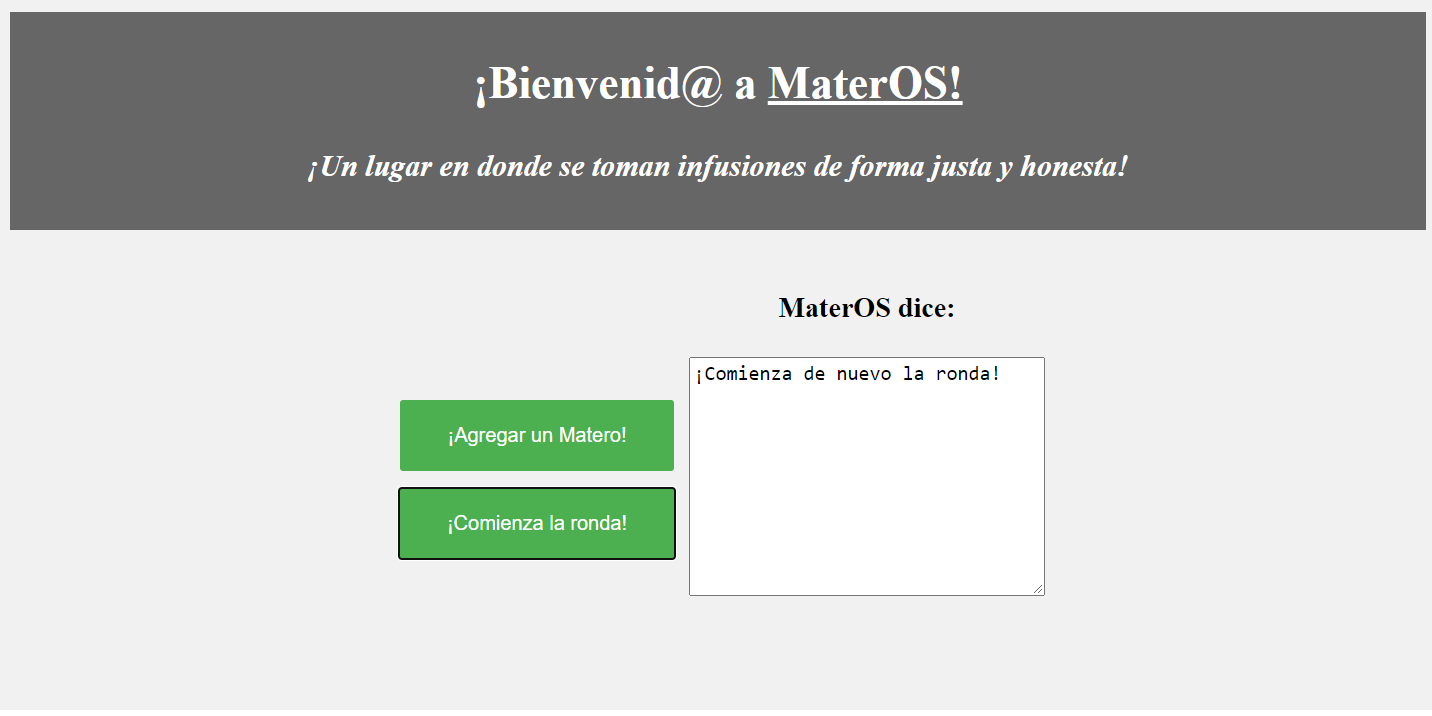 ¡Bienvenid@ a MaterOS!
¡Un lugar en donde se toman infusiones de forma justa y honesta!
MaterOS dice:
¡Comienza de nuevo la ronda!
¡Agregar un Matero!
¡Comienza la ronda!